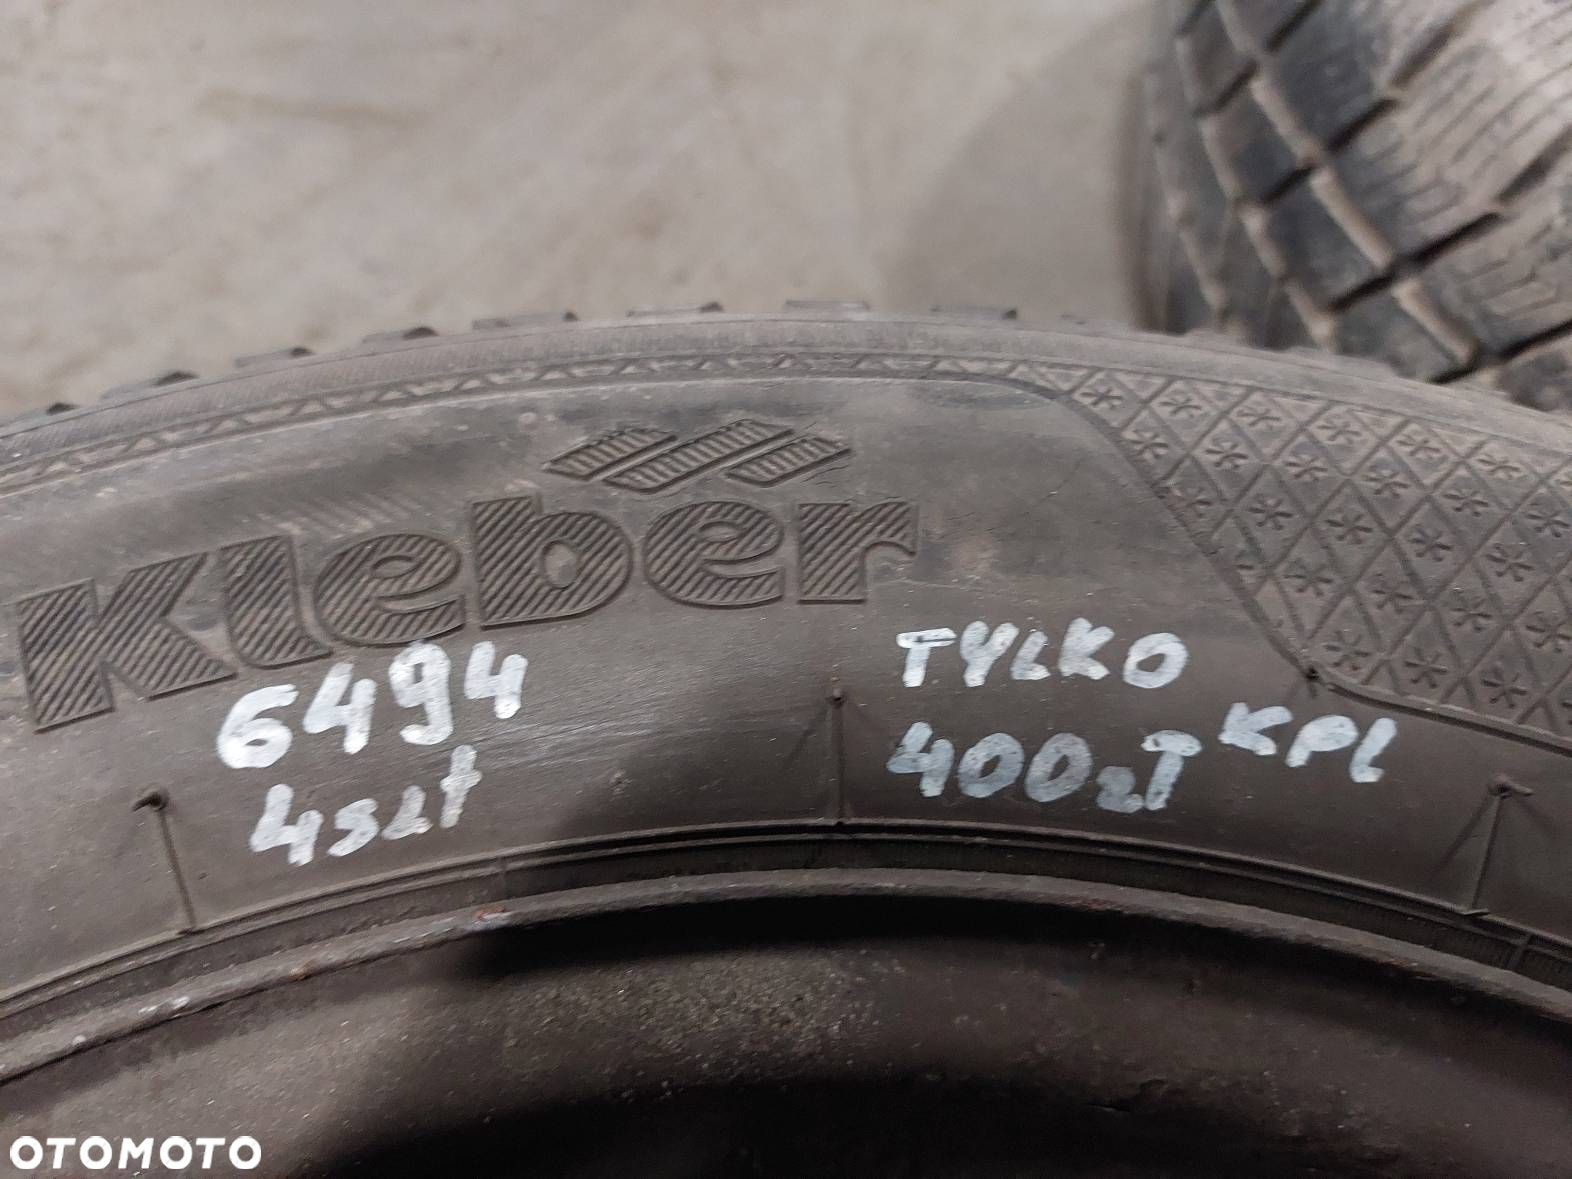 Kleber
6494
4szt
TYLKO
400zł KPL
OTOMOTO